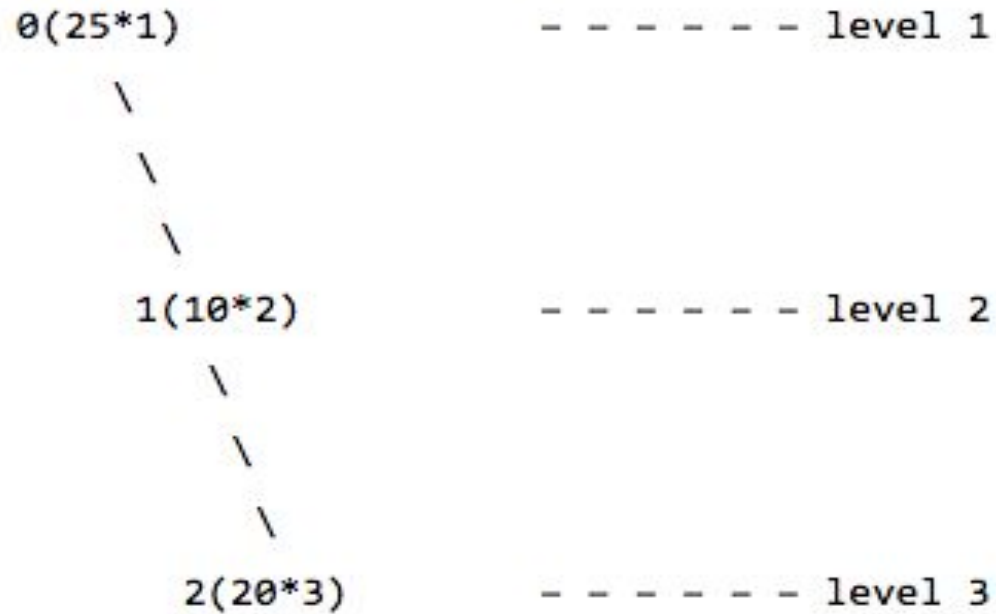 0(25*1) - - - - - - level 1
\
\
\
1(10*2) - - - - - - level 2
\
\
\
2(20*3) - - - - - - level 3